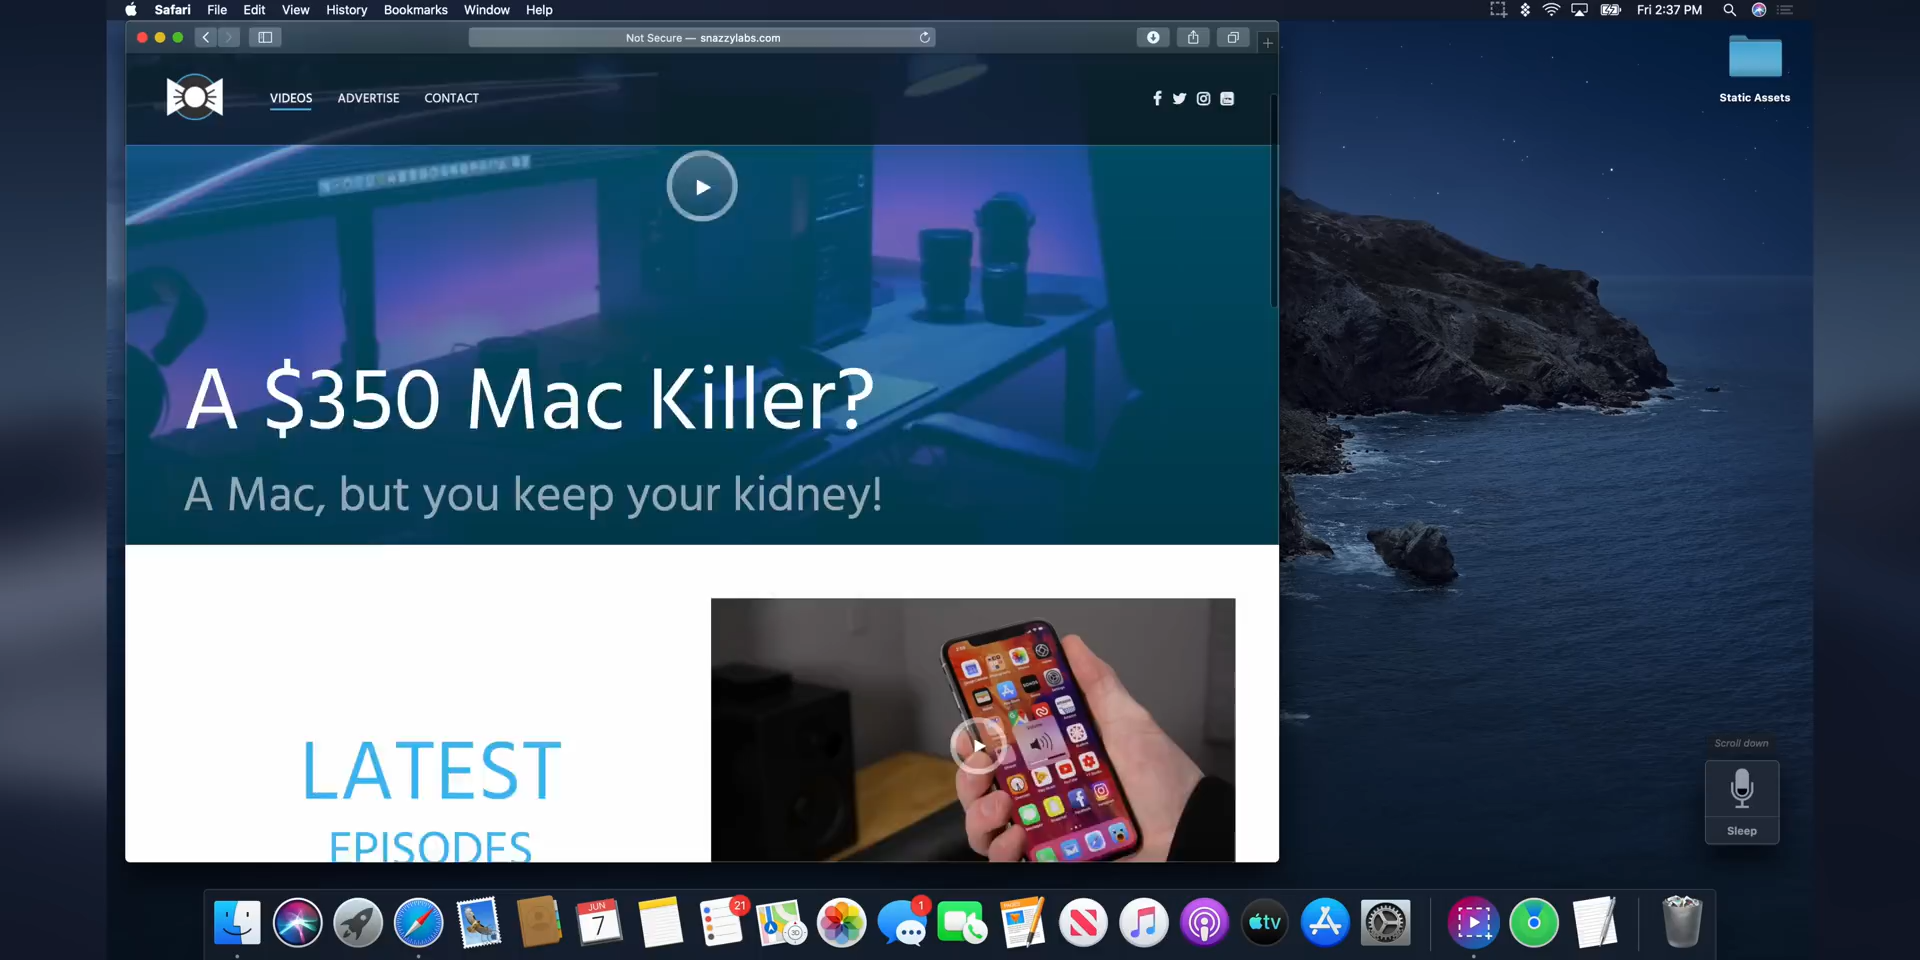 Safari File Edit View History Bookmarks Window Help
Fri 2:37 PM
Not Secure — snazzylabs.com
VIDEOS ADVERTISE CONTACT
Static Assets
A $350 Mac Killer?
A Mac, but you keep your kidney!
LATEST
EPISODES
Scroll down
Sleep
JUN
7
21
3D
1
PAGES
tv